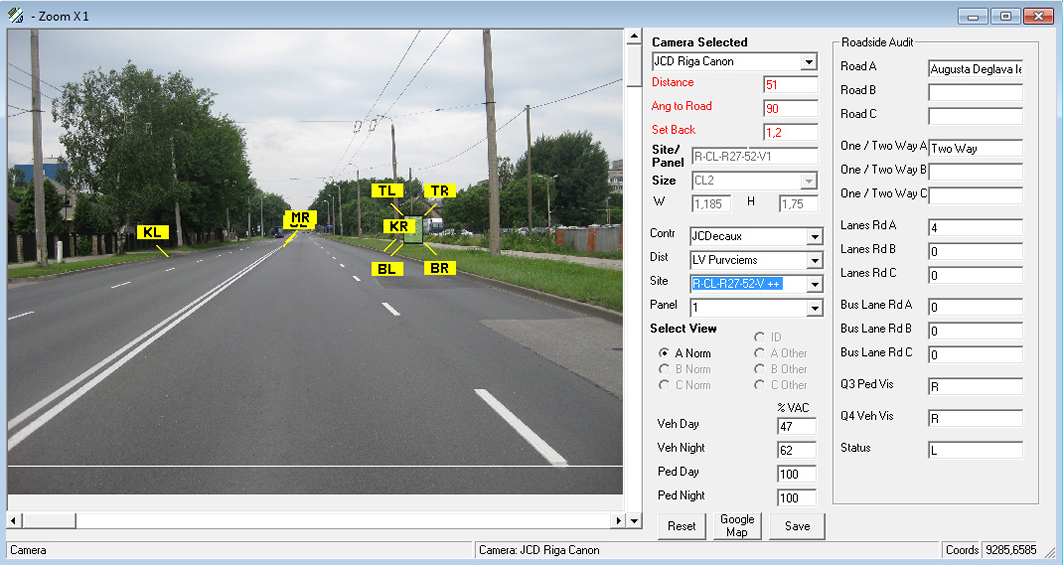 - Zoom X 1
Camera Selected
JCD Riga Canon
Distance 51
Ang to Road 90
Set Back 1,2
Site/ Panel R-CL-R27-52-V1
Size CL2
W 1,185 H 1,75
Contr JCDecaux
Dist LV Purvciems
Site R-CL-R27-52-V ++
Panel 1
Select View
ID
A Norm A Other
B Norm B Other
C Norm C Other
% VAC
Veh Day 47
Veh Night 62
Ped Day 100
Ped Night 100
Reset Google Map Save
Roadside Audit
Road A Augusta Deglava Ie
Road B
Road C
One / Two Way A Two Way
One / Two Way B
One / Two Way C
Lanes Rd A 4
Lanes Rd B 0
Lanes Rd C 0
Bus Lane Rd A 0
Bus Lane Rd B 0
Bus Lane Rd C 0
Q3 Ped Vis R
Q4 Veh Vis R
Status L
TL TR
MR
KL KR
BL BR
Camera Camera: JCD Riga Canon Coords 9285,6585